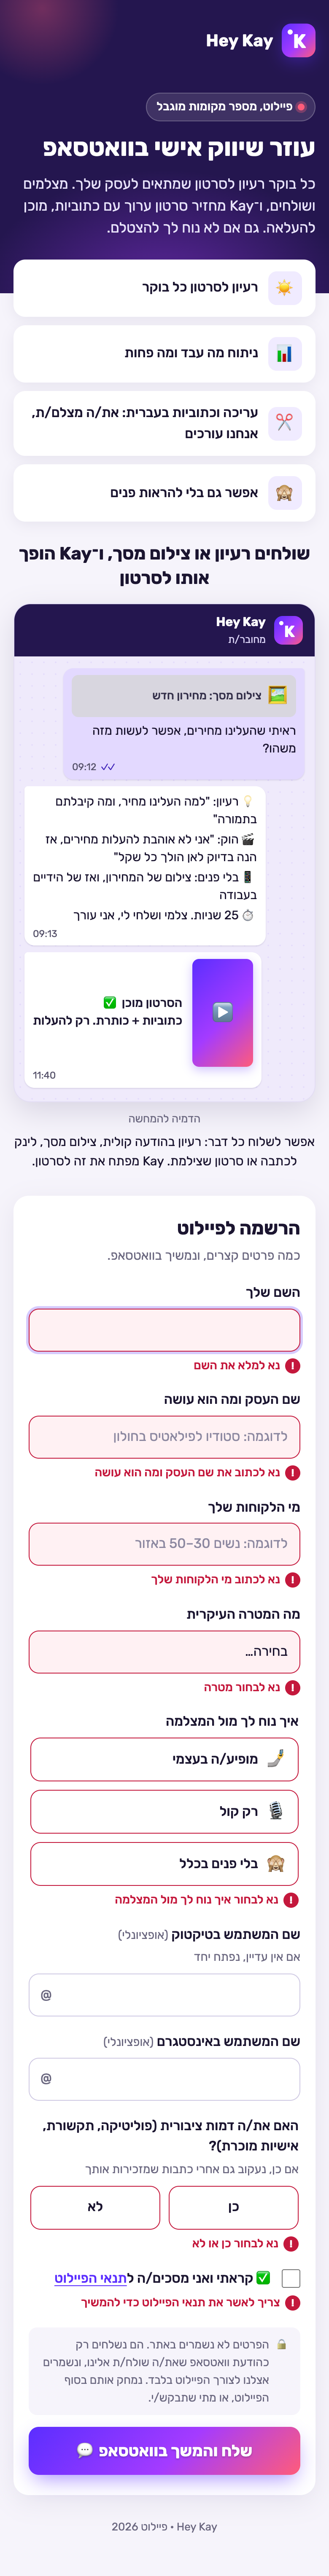 Hey Kay
פיילוט, מספר מקומות מוגבל
עוזר שיווק אישי בוואטסאפ
כל בוקר רעיון לסרטון שמתאים לעסק שלך. מצלמים
ושולחים, ו־Kay מחזיר סרטון ערוך עם כתוביות, מוכן
להעלאה. גם אם לא נוח לך להצטלם.
רעיון לסרטון כל בוקר
ניתוח מה עבד ומה פחות
עריכה וכתוביות בעברית: את/ה מצלמ/ת,
אנחנו עורכים
אפשר גם בלי להראות פנים
שולחים רעיון או צילום מסך, ו־Kay הופך
אותו לסרטון
Hey Kay
מחובר/ת
צילום מסך: מחירון חדש
ראיתי שהעלינו מחירים, אפשר לעשות מזה
משהו?
09:12
רעיון: "למה העלינו מחיר, ומה קיבלתם
בתמורה"
הוק: "אני לא אוהבת להעלות מחירים, אז
הנה בדיוק לאן הולך כל שקל"
בלי פנים: צילום של המחירון, ואז של הידיים
בעבודה
25 שניות. צלמי ושלחי לי, אני עורך
09:13
הסרטון מוכן ✅
כתוביות + כותרת. רק להעלות
11:40
הדמיה להמחשה
אפשר לשלוח כל דבר: רעיון בהודעה קולית, צילום מסך, לינק
לכתבה או סרטון שצילמת. Kay מפתח את זה לסרטון.
הרשמה לפיילוט
כמה פרטים קצרים, ונמשיך בוואטסאפ.
השם שלך
נא למלא את השם
שם העסק ומה הוא עושה
לדוגמה: סטודיו לפילאטיס בחולון
נא לכתוב את שם העסק ומה הוא עושה
מי הלקוחות שלך
לדוגמה: נשים 30–50 באזור
נא לכתוב מי הלקוחות שלך
מה המטרה העיקרית
בחירה...
נא לבחור מטרה
איך נוח לך מול המצלמה
מופיע/ה בעצמי
רק קול
בלי פנים בכלל
נא לבחור איך נוח לך מול המצלמה
שם המשתמש בטיקטוק (אופציונלי)
אם אין עדיין, נפתח יחד
@
שם המשתמש באינסטגרם (אופציונלי)
@
האם את/ה דמות ציבורית (פוליטיקה, תקשורת,
אישיות מוכרת)?
אם כן, נעקוב גם אחרי כתבות שמזכירות אותך
כן
לא
נא לבחור כן או לא
✅ קראתי ואני מסכים/ה לתנאי הפיילוט
צריך לאשר את תנאי הפיילוט כדי להמשיך
הפרטים לא נשמרים באתר. הם נשלחים רק
כהודעת וואטסאפ שאת/ה שולח/ת אלינו, ונשמרים
אצלנו לצורך הפיילוט בלבד. נמחק אותם בסוף
הפיילוט, או מתי שתבקש/י.
שלח והמשך בוואטסאפ
Hey Kay • פיילוט 2026